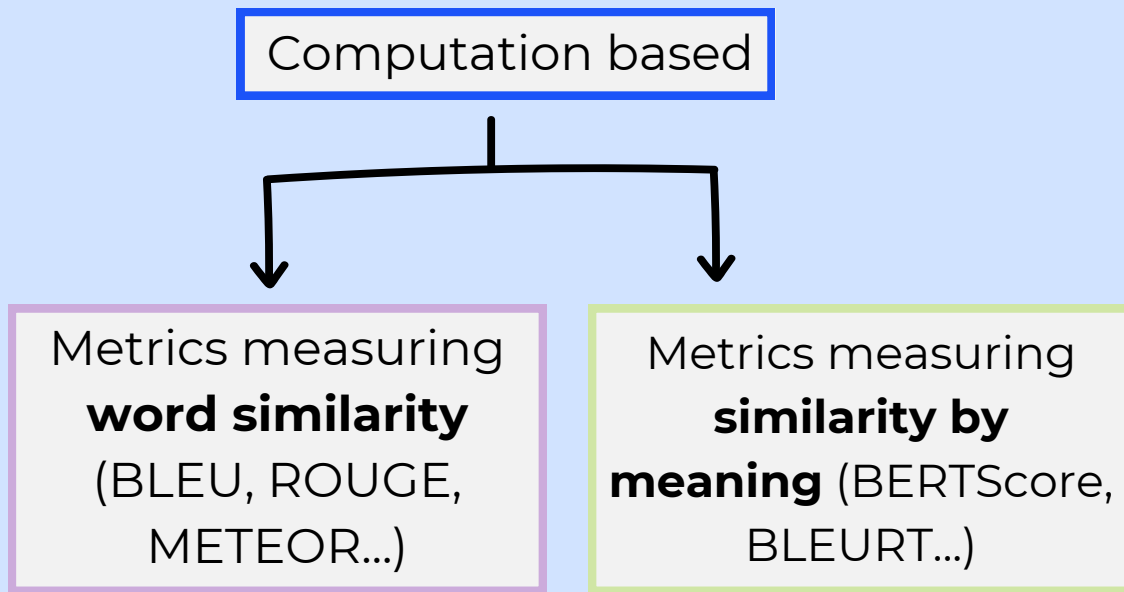 Computation based
Metrics measuring
word similarity
(BLEU, ROUGE,
METEOR...)
Metrics measuring
similarity by
meaning (BERTScore,
BLEURT...)